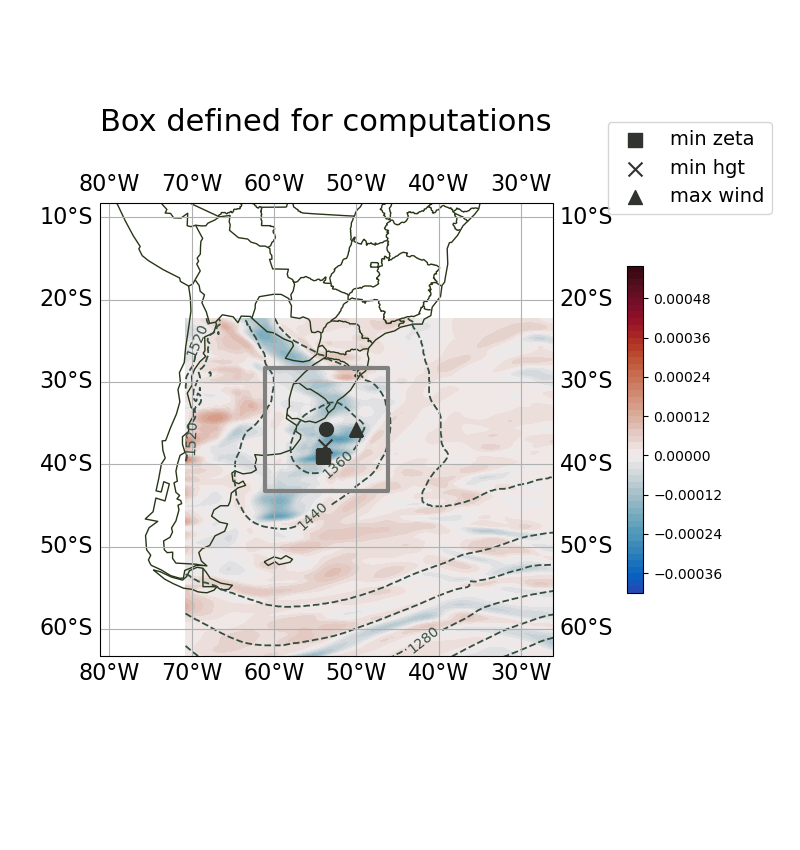 Box defined for computations
min zeta
min hgt
max wind
80°W 70°W 60°W 50°W 40°W 30°W
10°S 10°S
20°S 20°S
30°S 30°S
40°S 40°S
50°S 50°S
60°S 60°S
80°W 70°W 60°W 50°W 40°W 30°W
1520
1520
1360
1440
1280
0.00048
0.00036
0.00024
0.00012
0.00000
−0.00012
−0.00024
−0.00036